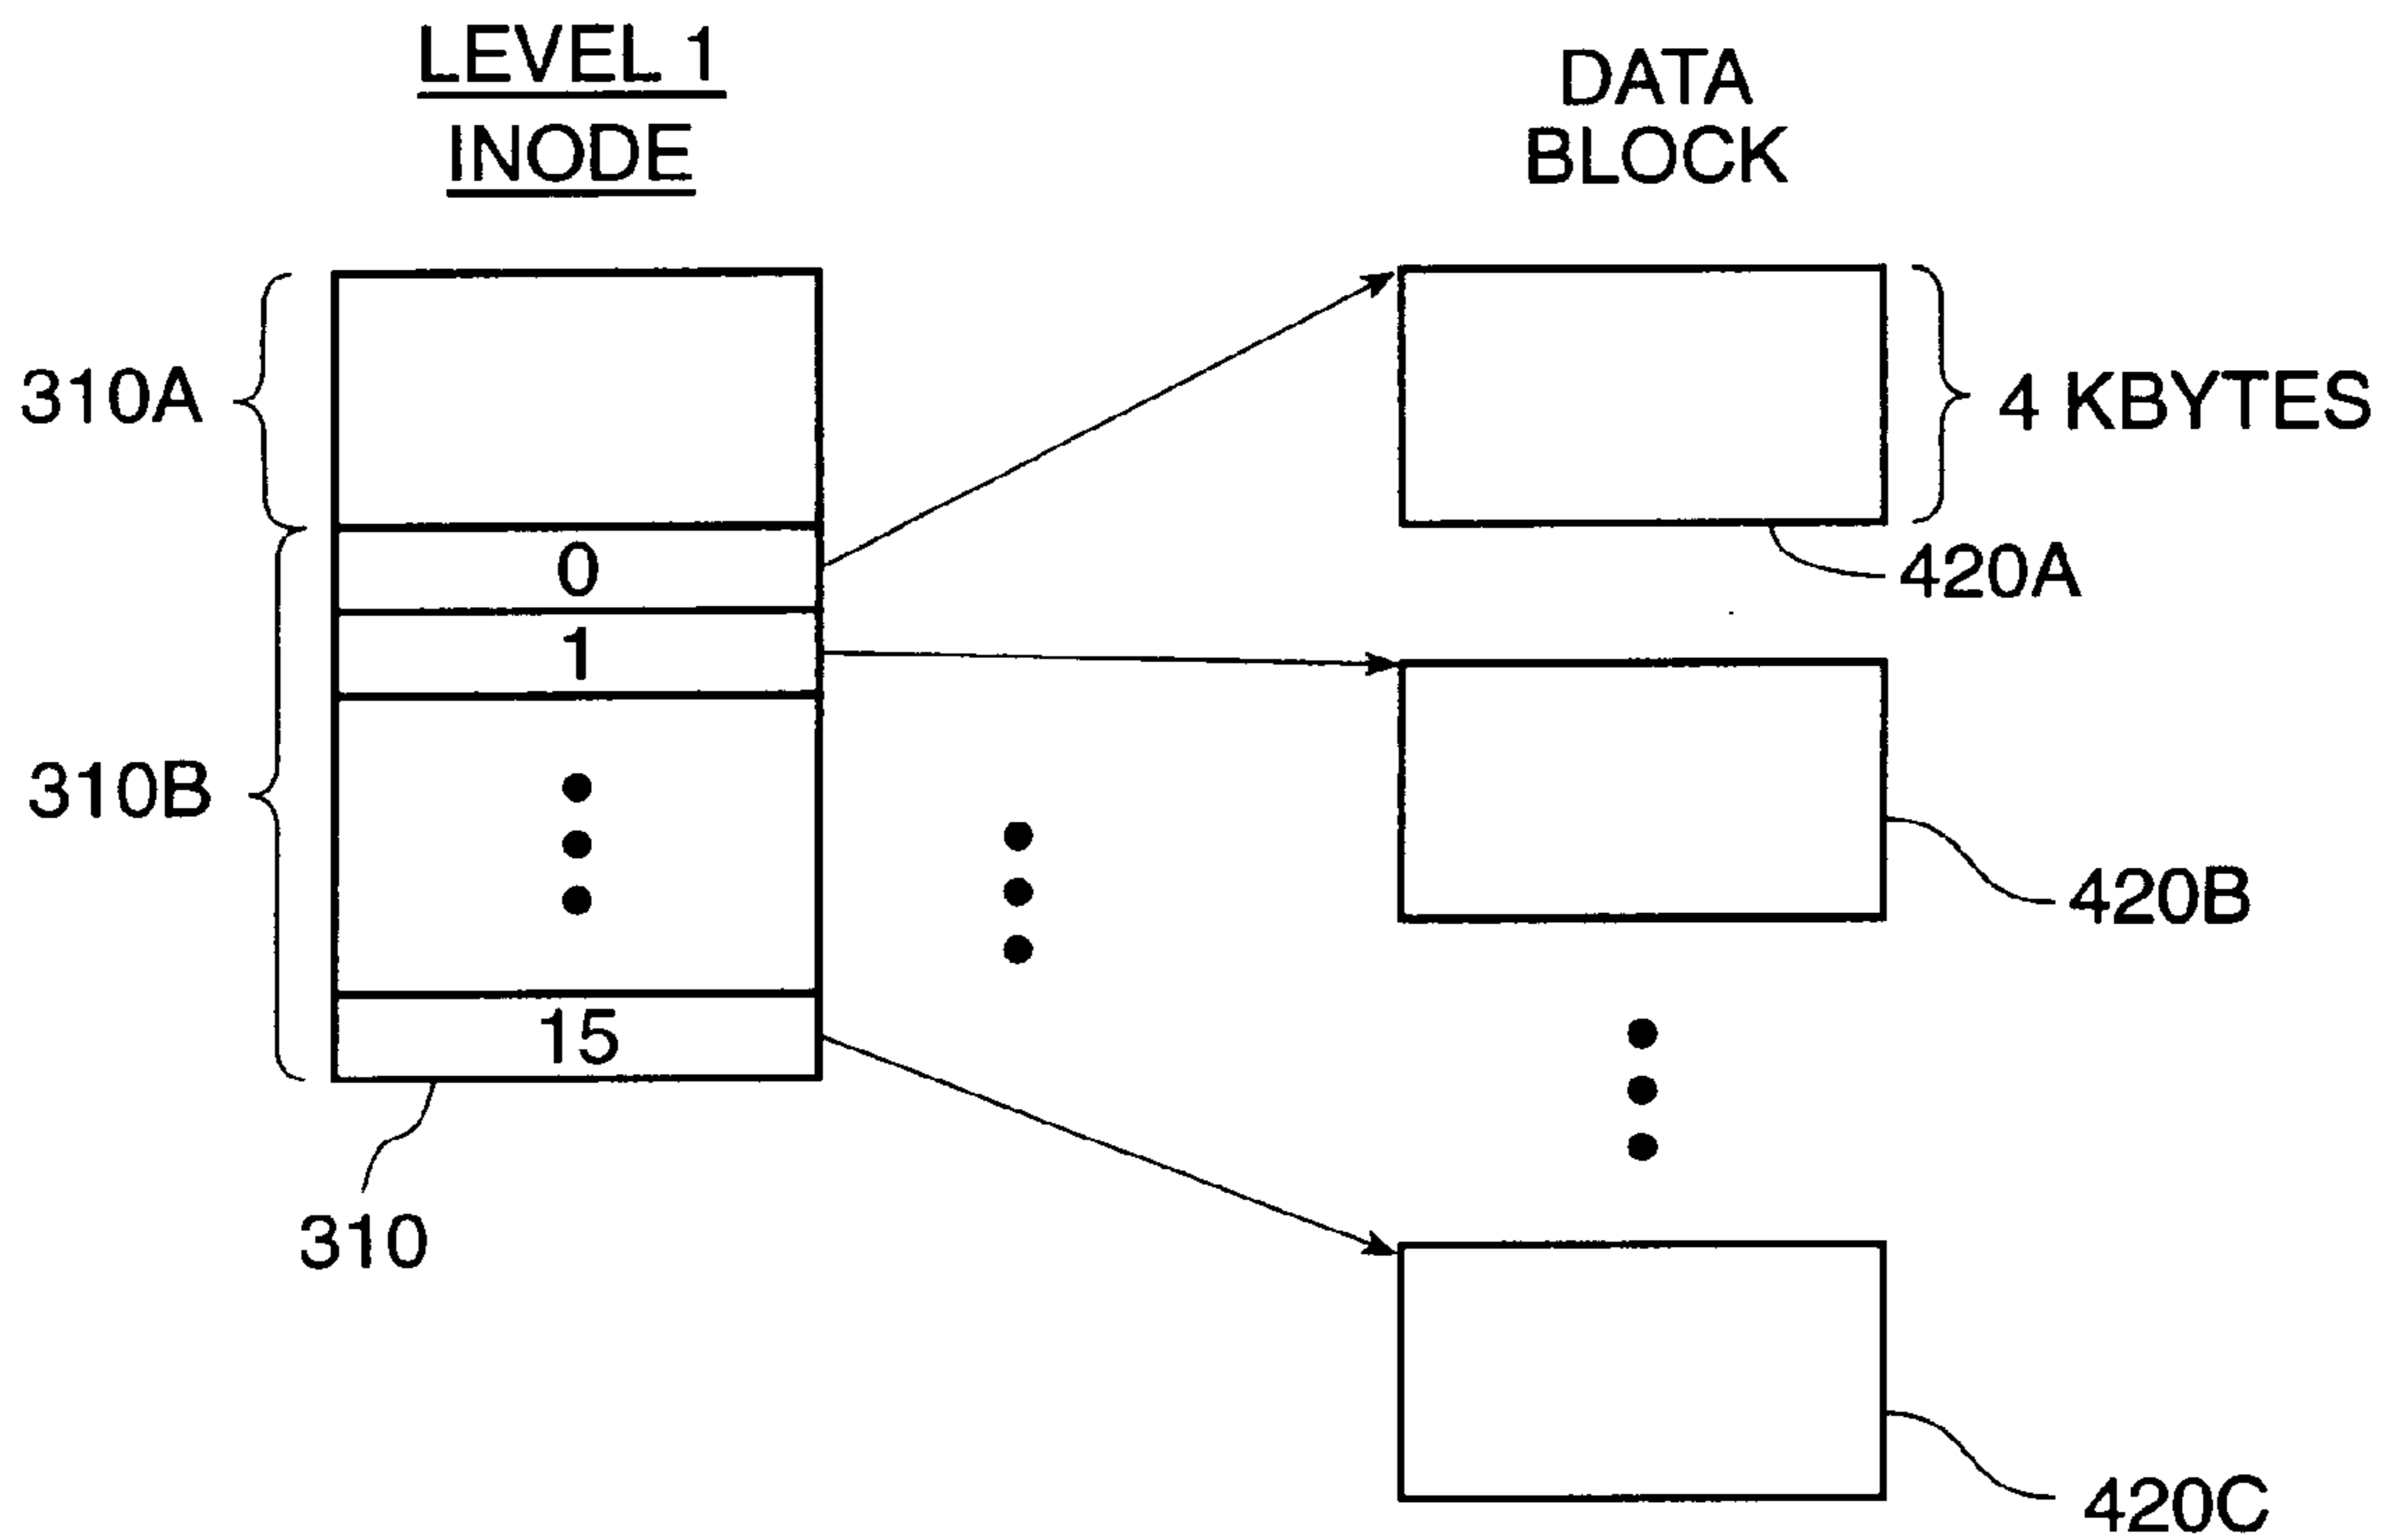 LEVEL 1
INODE
DATA
BLOCK
310A
4 KBYTES
0
420A
1
310B
420B
15
310
420C